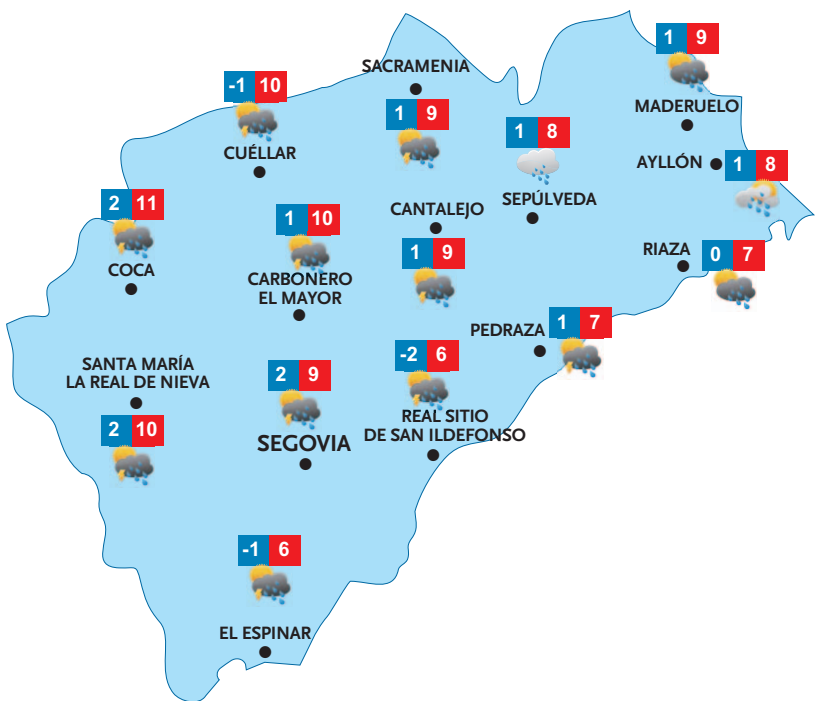 1 9
MADERUELO
SACRAMENIA
1 9
-1 10
CUÉLLAR
1 8
SEPÚLVEDA
AYLLÓN
1 8
2 11
COCA
1 10
CARBONERO
EL MAYOR
CANTALEJO
1 9
RIAZA
0 7
PEDRAZA
1 7
SANTA MARÍA
LA REAL DE NIEVA
2 10
2 9
SEGOVIA
-2 6
REAL SITIO
DE SAN ILDEFONSO
-1 6
EL ESPINAR